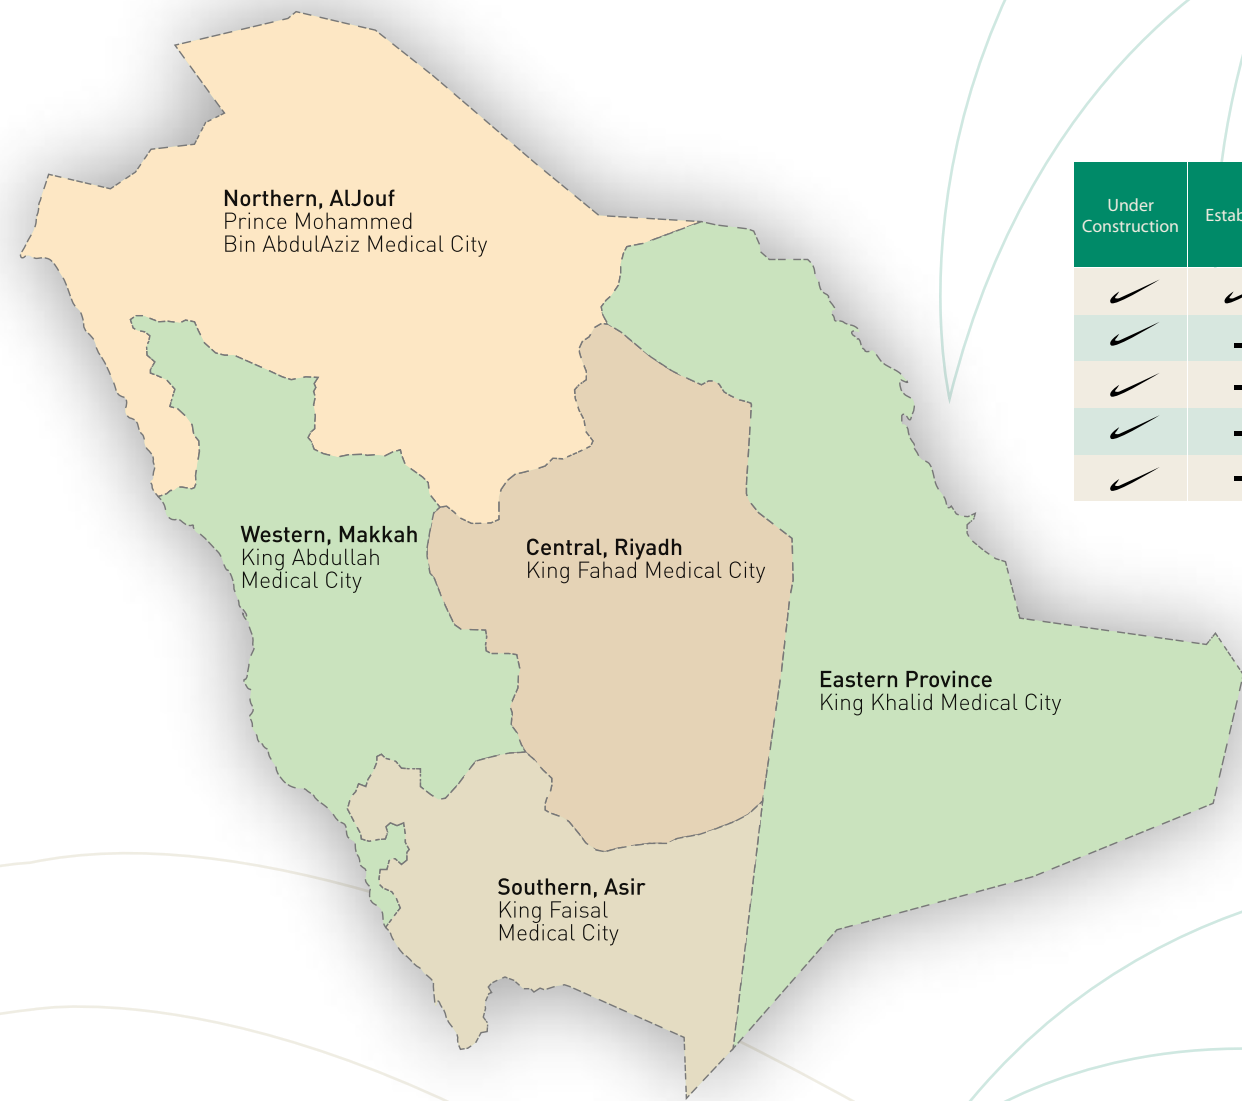 Northern, AlJouf
Prince Mohammed
Bin AbdulAziz Medical City
Under
Construction
Western, Makkah
King Abdullah
Medical City
Central, Riyadh
King Fahad Medical City
Eastern Province
King Khalid Medical City
Southern, Asir
King Faisal
Medical City